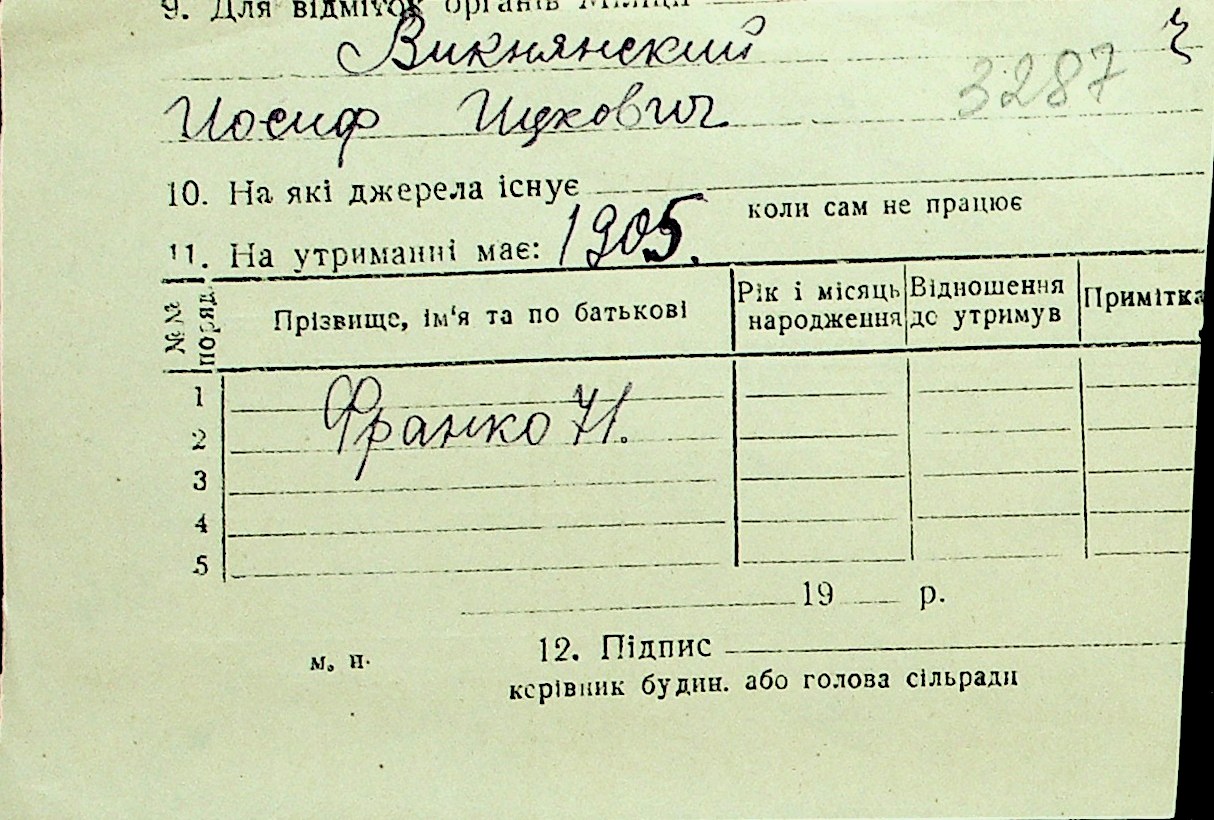 9. Для відміток органів міліції
Викнянский
Иосиф Ицкович 3287
10. На які джерела існує
коли сам не працює
11. На утриманні має: 1905.
№№ поряд.
Прізвище, ім'я та по батькові
Рік і місяць народження
Відношення до утримув
Примітка
1
Франко 71.
2
3
4
5
19 р.
м. п.
12. Підпис
керівник будин. або голова сільради